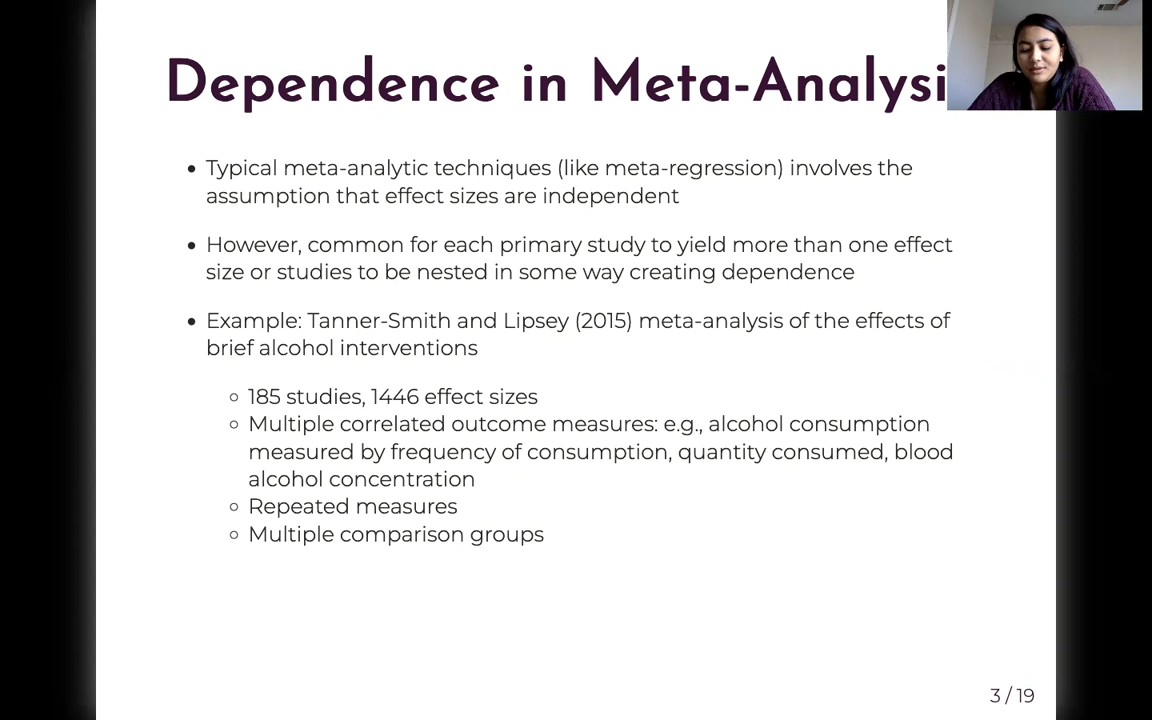 Dependence in Meta-Analysi
• Typical meta-analytic techniques (like meta-regression) involves the
assumption that effect sizes are independent
• However, common for each primary study to yield more than one effect
size or studies to be nested in some way creating dependence
• Example: Tanner-Smith and Lipsey (2015) meta-analysis of the effects of
brief alcohol interventions
○ 185 studies, 1446 effect sizes
○ Multiple correlated outcome measures: e.g., alcohol consumption
measured by frequency of consumption, quantity consumed, blood
alcohol concentration
○ Repeated measures
○ Multiple comparison groups
3 / 19